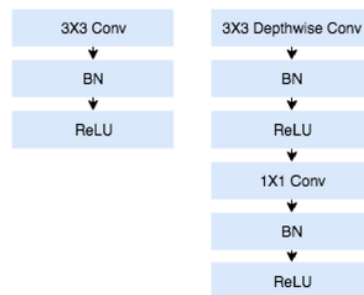 3X3 Conv
BN
ReLU
3X3 Depthwise Conv
BN
ReLU
1X1 Conv
BN
ReLU